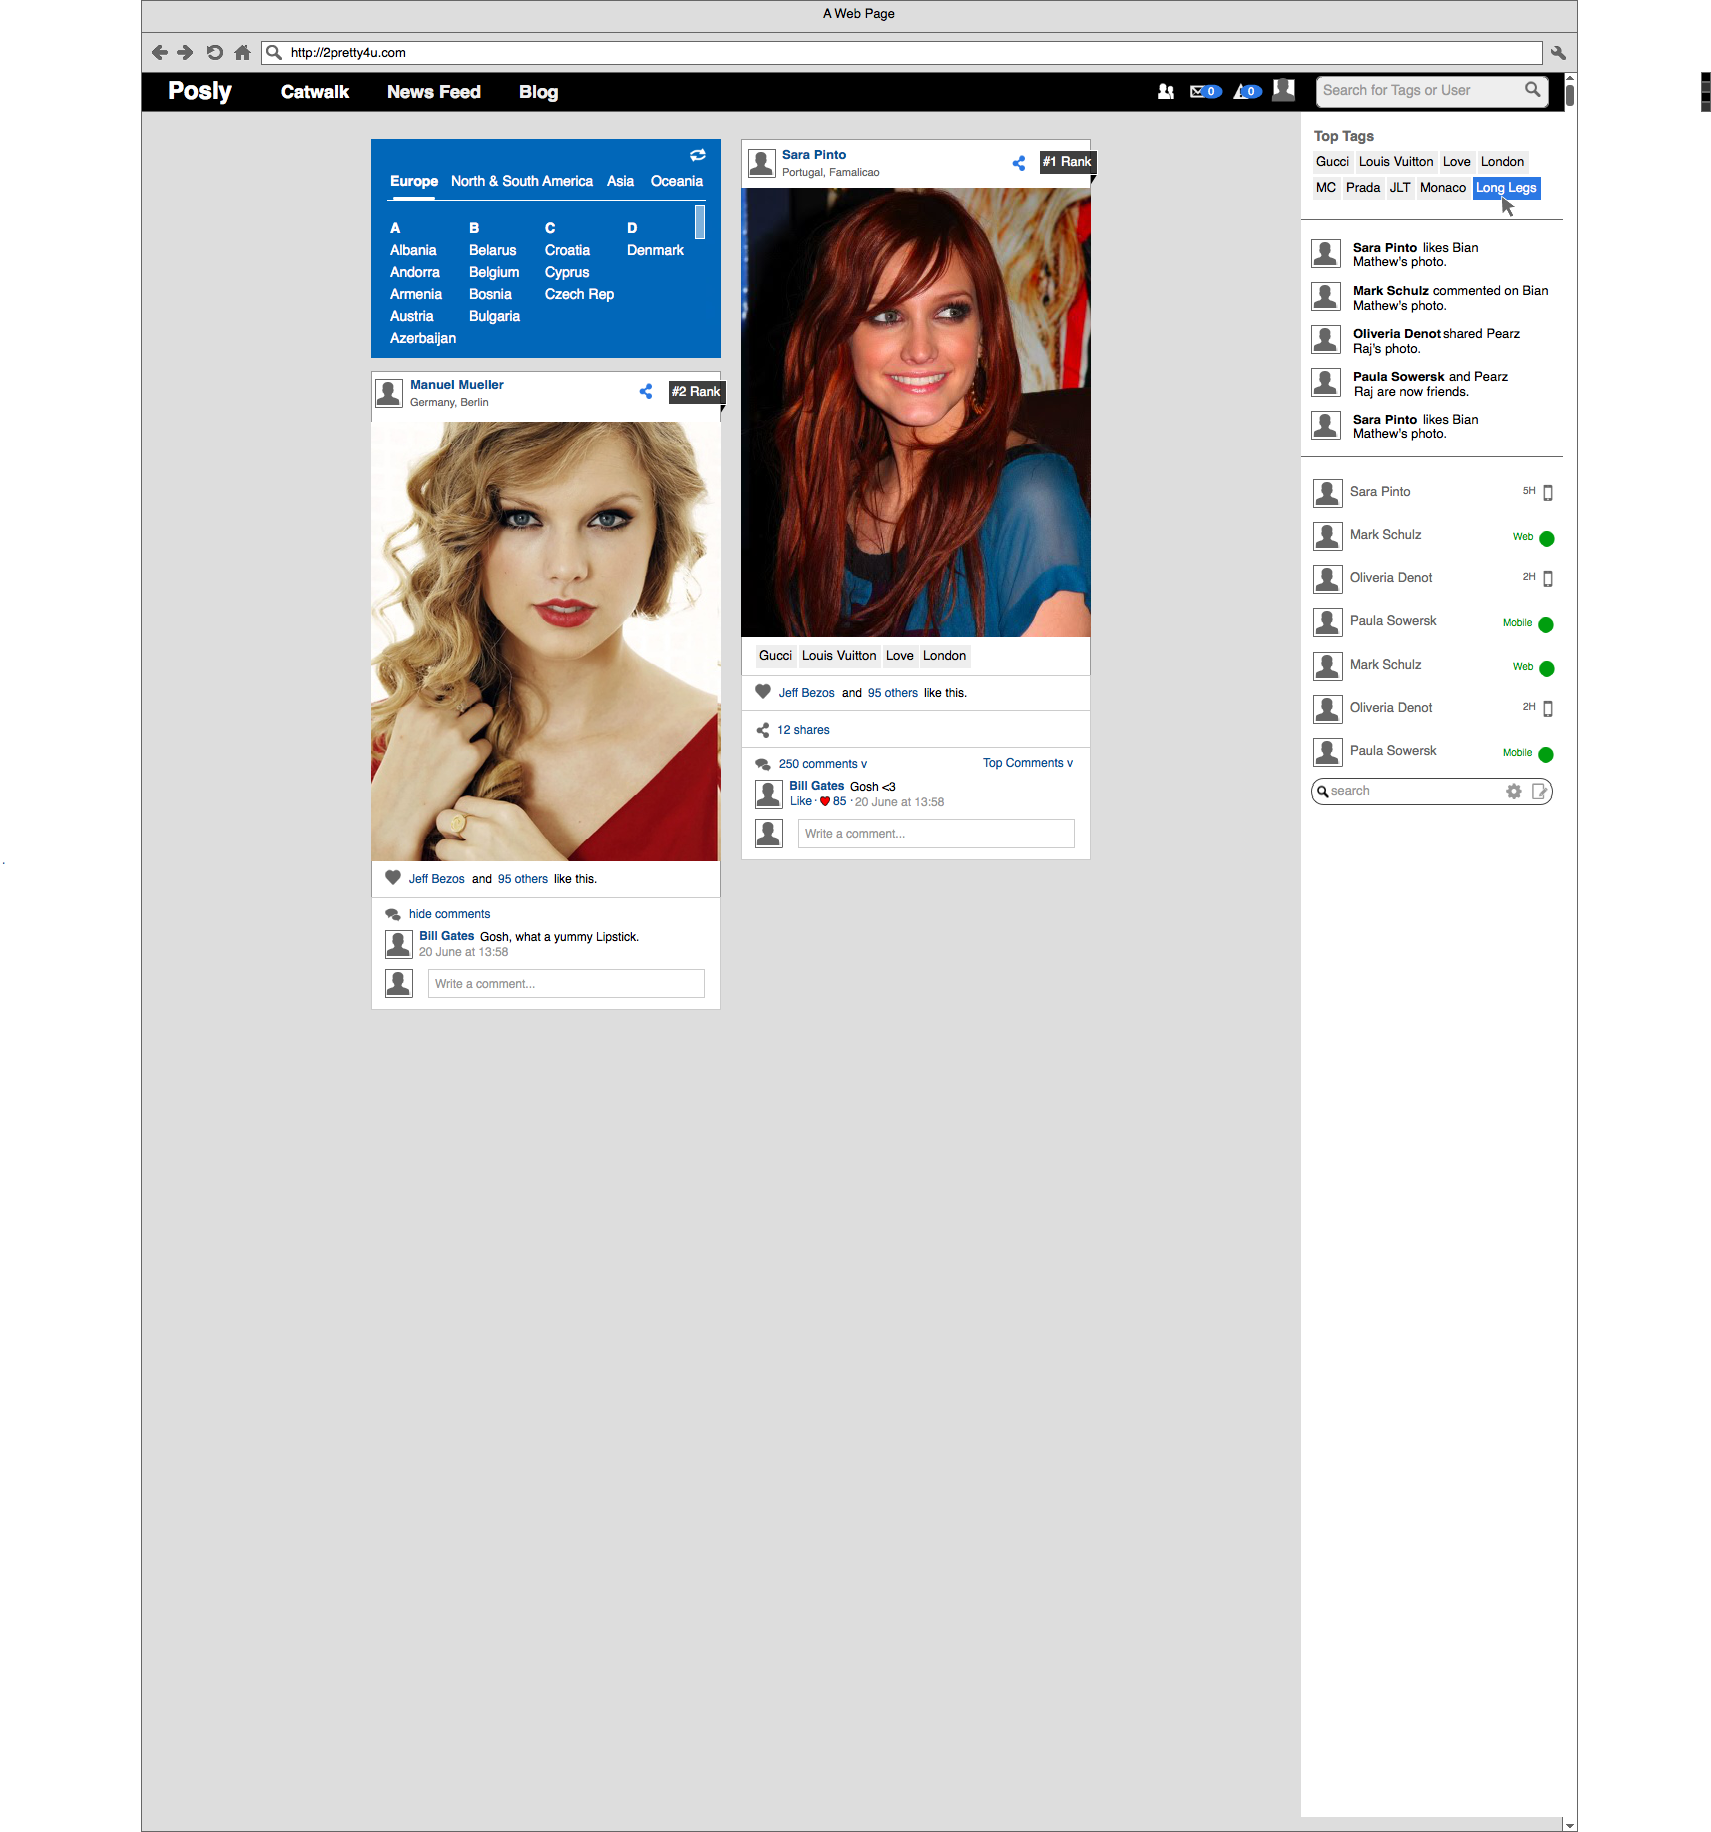 A Web Page
http://2pretty4u.com
Posly Catwalk News Feed Blog 0 0 Search for Tags or User
Europe North & South America Asia Oceania
A B C D
Albania Belarus Croatia Denmark
Andorra Belgium Cyprus
Armenia Bosnia Czech Rep
Austria Bulgaria
Azerbaijan
Manuel Mueller
Germany, Berlin
#2 Rank
Jeff Bezos and 95 others like this.
hide comments
Bill Gates Gosh, what a yummy Lipstick.
20 June at 13:58
Write a comment...
Sara Pinto
Portugal, Famalicao
#1 Rank
Gucci Louis Vuitton Love London
Jeff Bezos and 95 others like this.
12 shares
250 comments v Top Comments v
Bill Gates Gosh <3
Like · 85 · 20 June at 13:58
Write a comment...
Top Tags
Gucci Louis Vuitton Love London
MC Prada JLT Monaco Long Legs
Sara Pinto likes Bian
Mathew's photo.
Mark Schulz commented on Bian
Mathew's photo.
Oliveria Denot shared Pearz
Raj's photo.
Paula Sowersk and Pearz
Raj are now friends.
Sara Pinto likes Bian
Mathew's photo.
Sara Pinto 5H
Mark Schulz Web
Oliveria Denot 2H
Paula Sowersk Mobile
Mark Schulz Web
Oliveria Denot 2H
Paula Sowersk Mobile
search